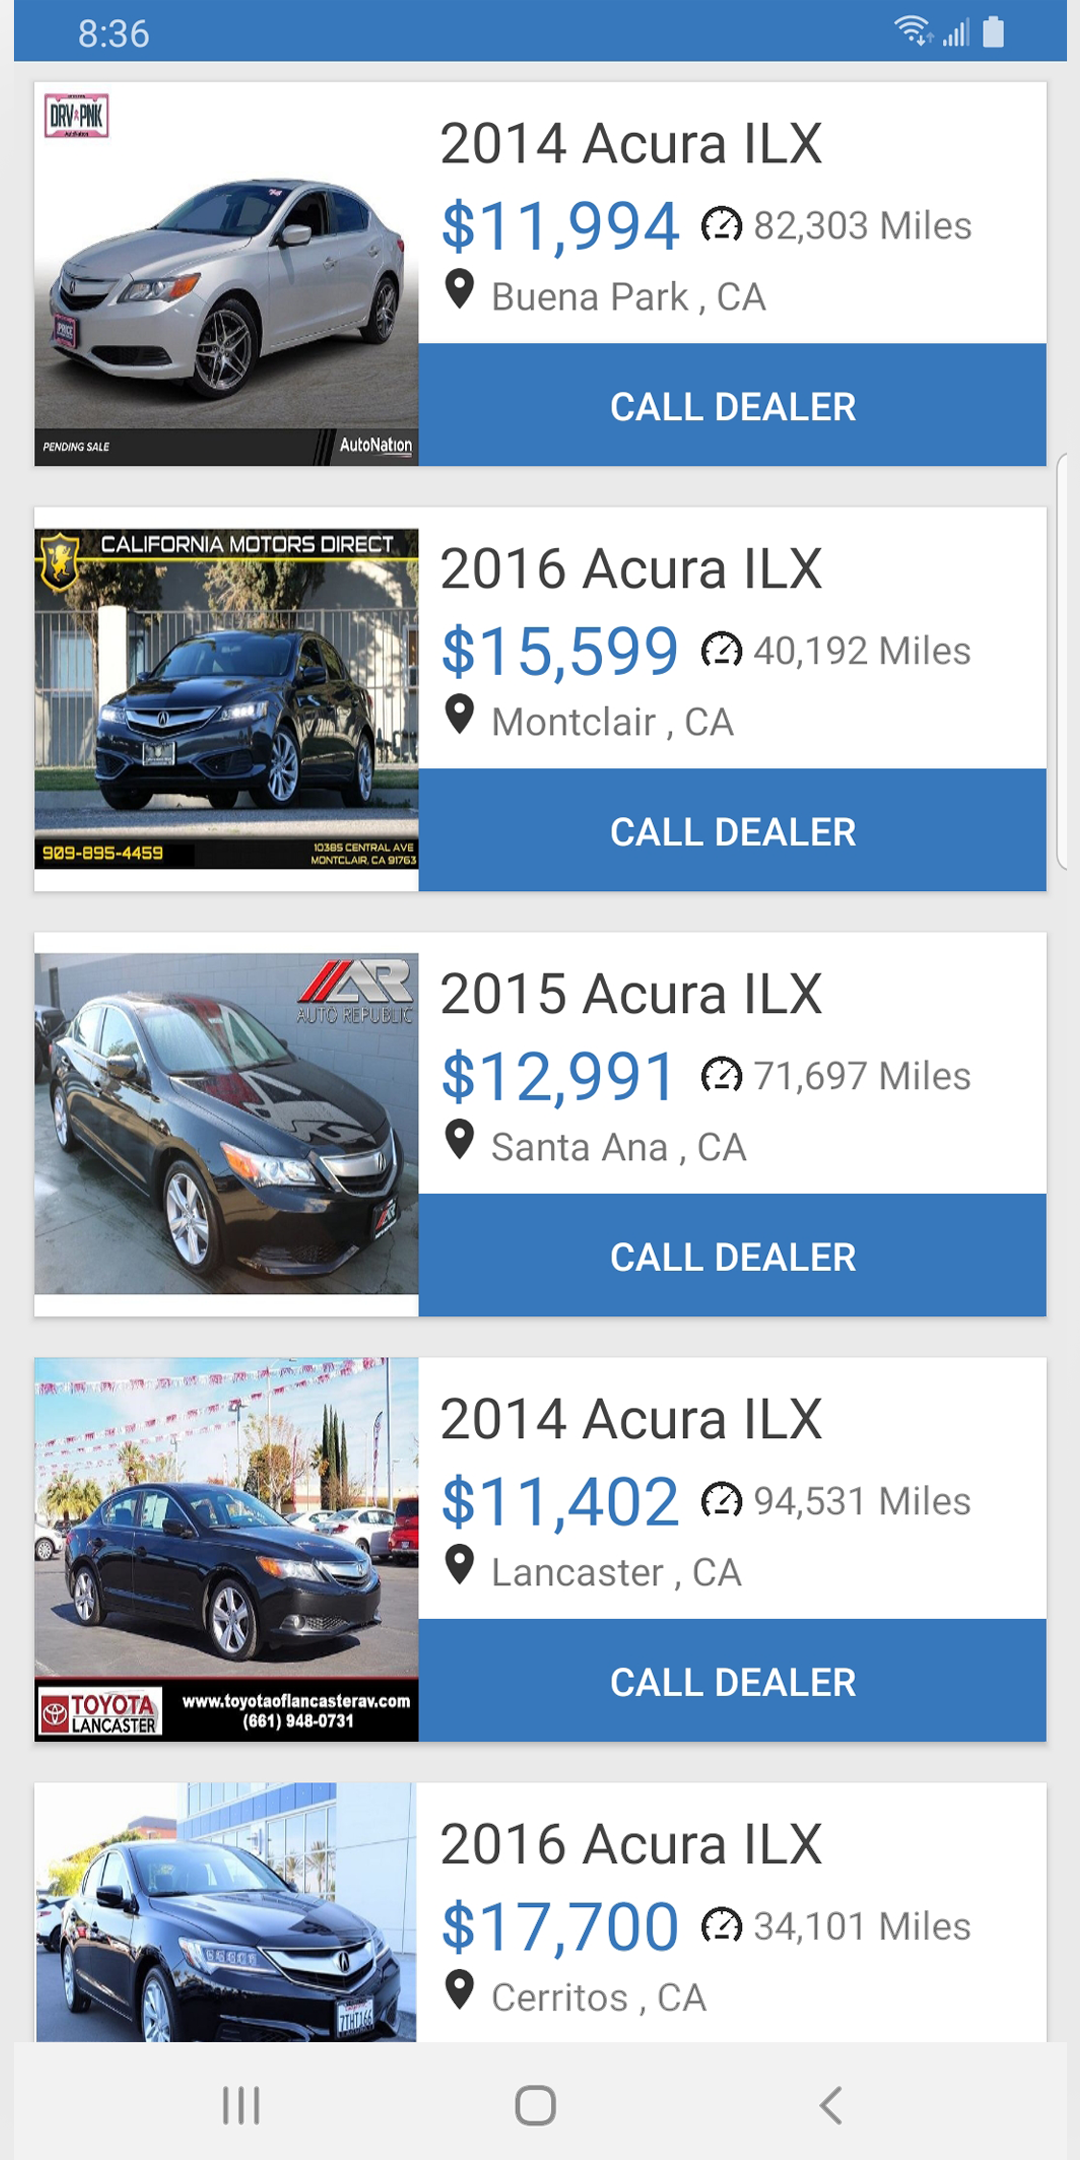 8:36
DRV PNK
2014 Acura ILX
$11,994 82,303 Miles
Buena Park , CA
CALL DEALER
PENDING SALE
AutoNation
CALIFORNIA MOTORS DIRECT
2016 Acura ILX
$15,599 40,192 Miles
Montclair , CA
CALL DEALER
909-895-4459
10385 CENTRAL AVE
MONTCLAIR, CA 91763
AR
AUTO REPUBLIC
2015 Acura ILX
$12,991 71,697 Miles
Santa Ana , CA
CALL DEALER
2014 Acura ILX
$11,402 94,531 Miles
Lancaster , CA
CALL DEALER
TOYOTA
LANCASTER
www.toyotaoflancasterav.com
(661) 948-0731
2016 Acura ILX
$17,700 34,101 Miles
Cerritos , CA